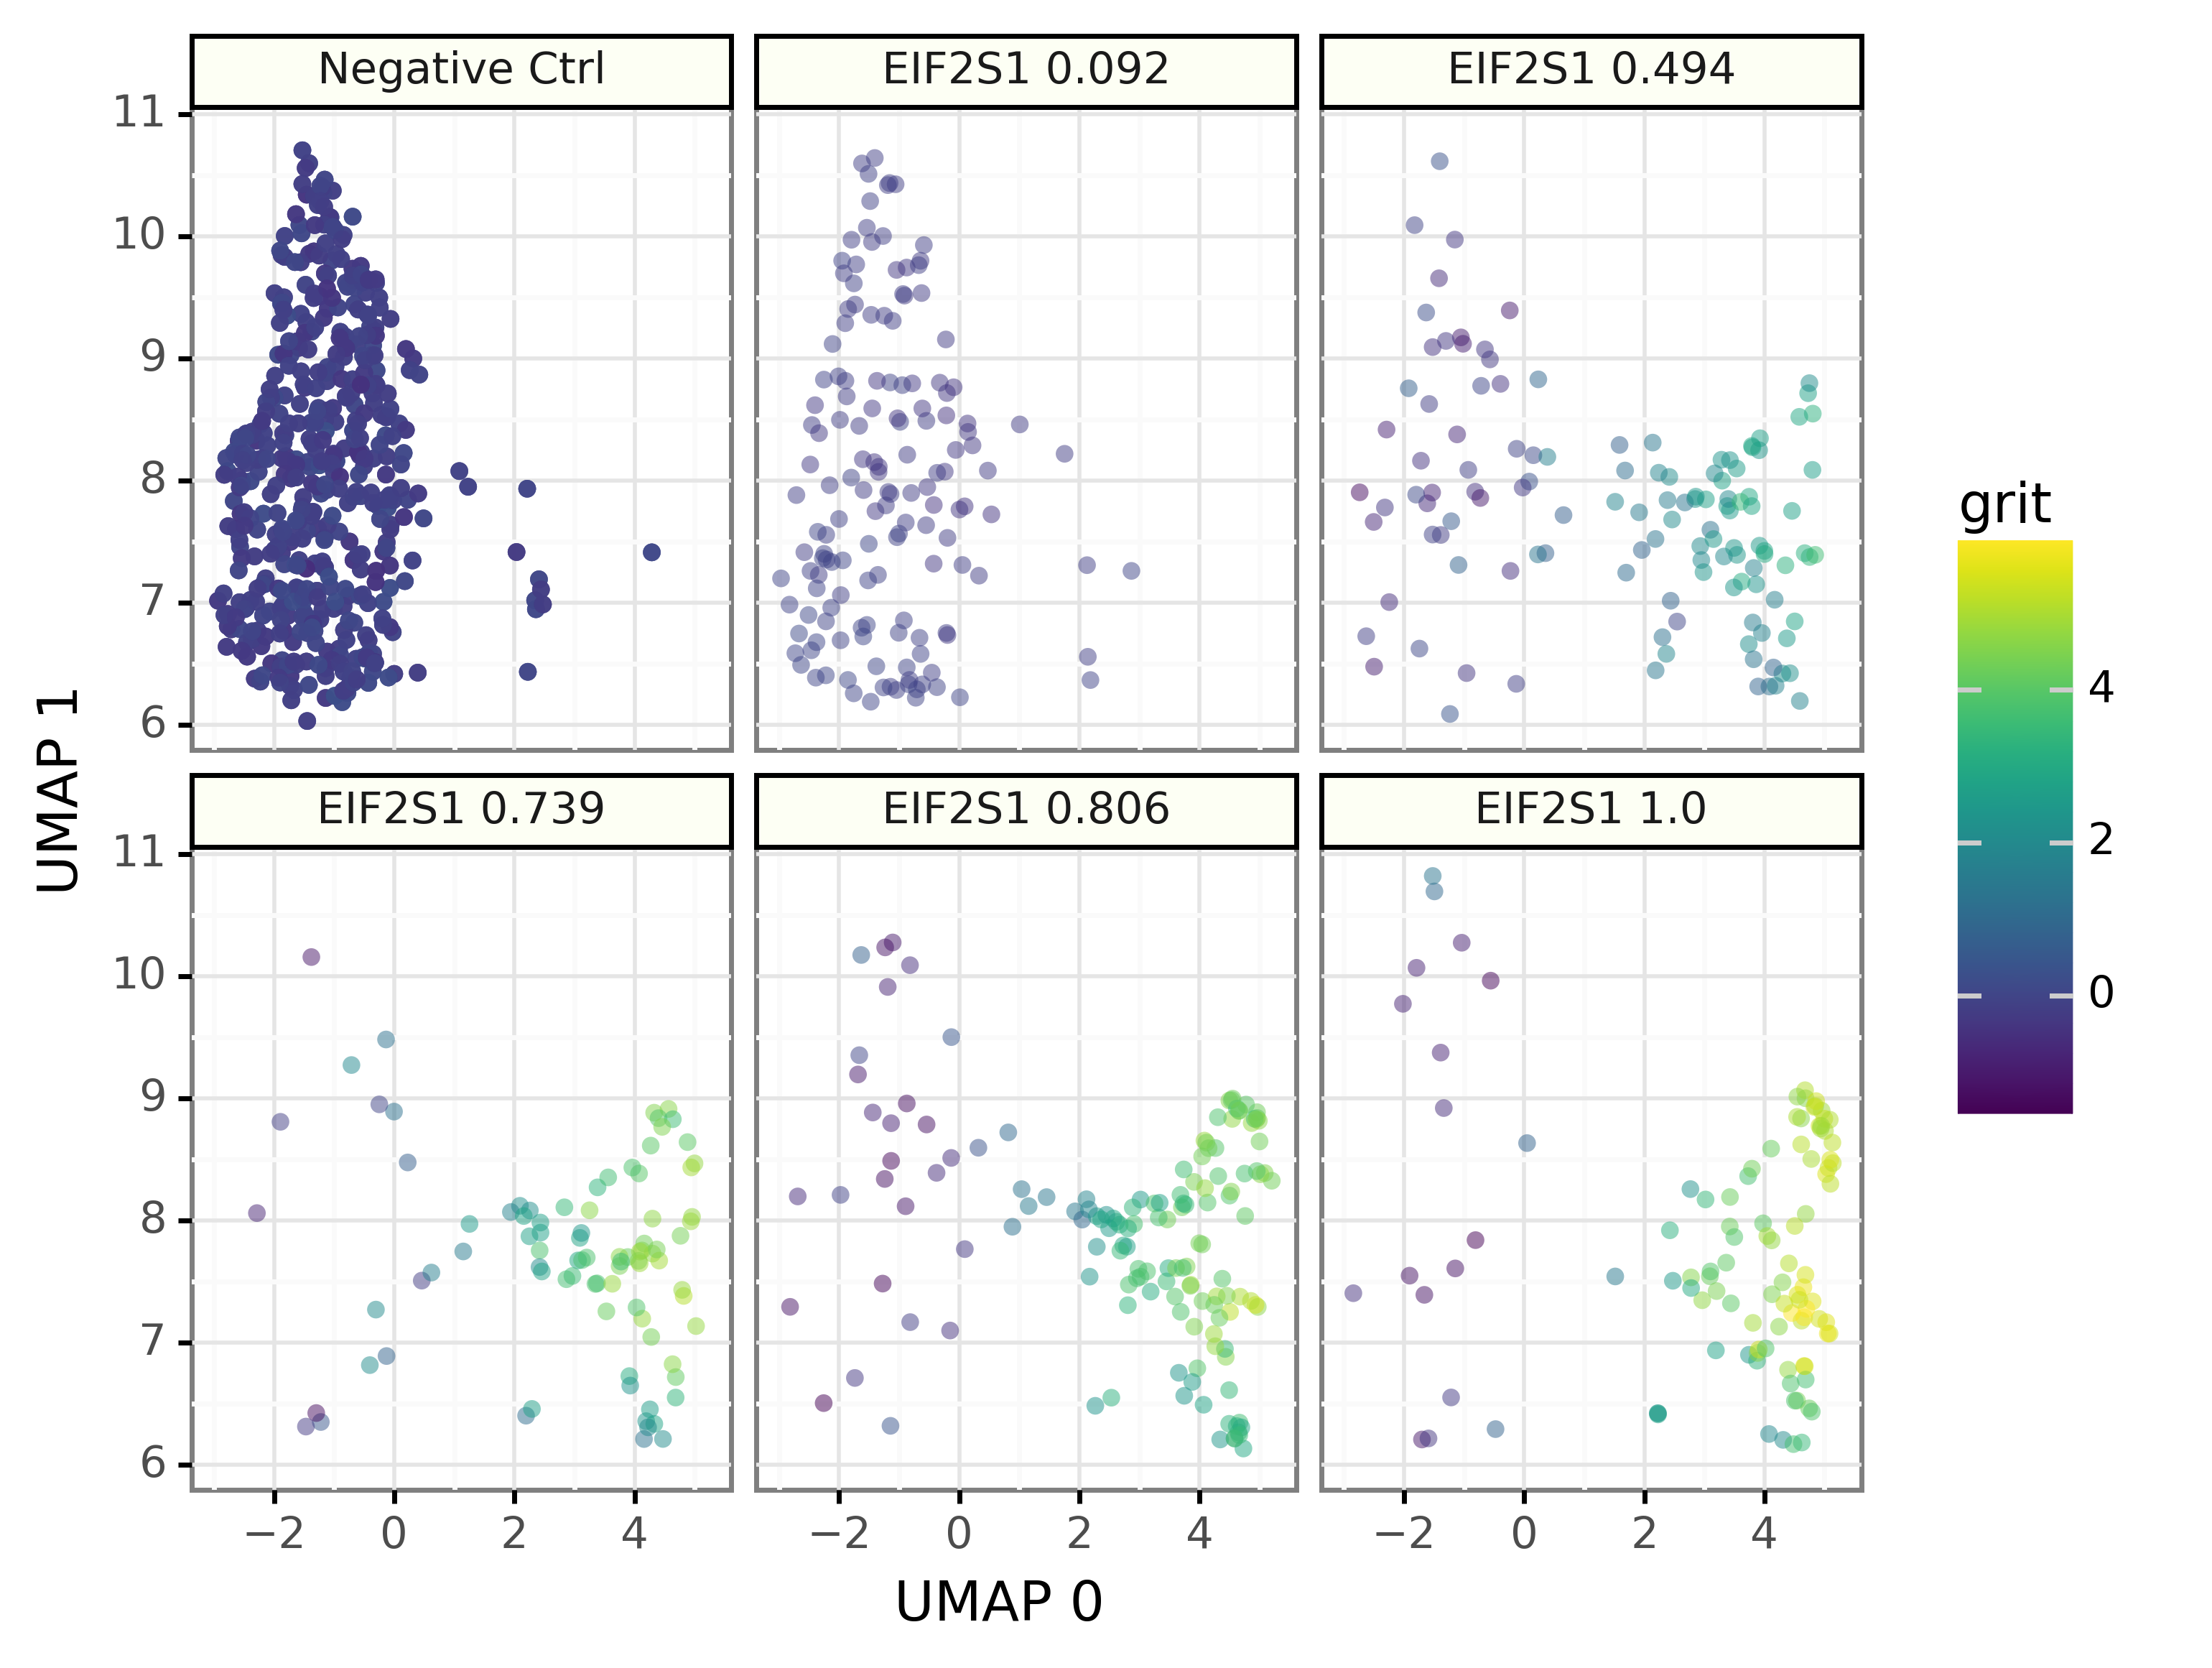 Negative Ctrl
EIF2S1 0.092
EIF2S1 0.494
11
10
9
8
7
6
EIF2S1 0.739
EIF2S1 0.806
EIF2S1 1.0
11
10
9
8
7
6
−2 0 2 4
−2 0 2 4
−2 0 2 4
UMAP 0
UMAP 1
grit
4
2
0